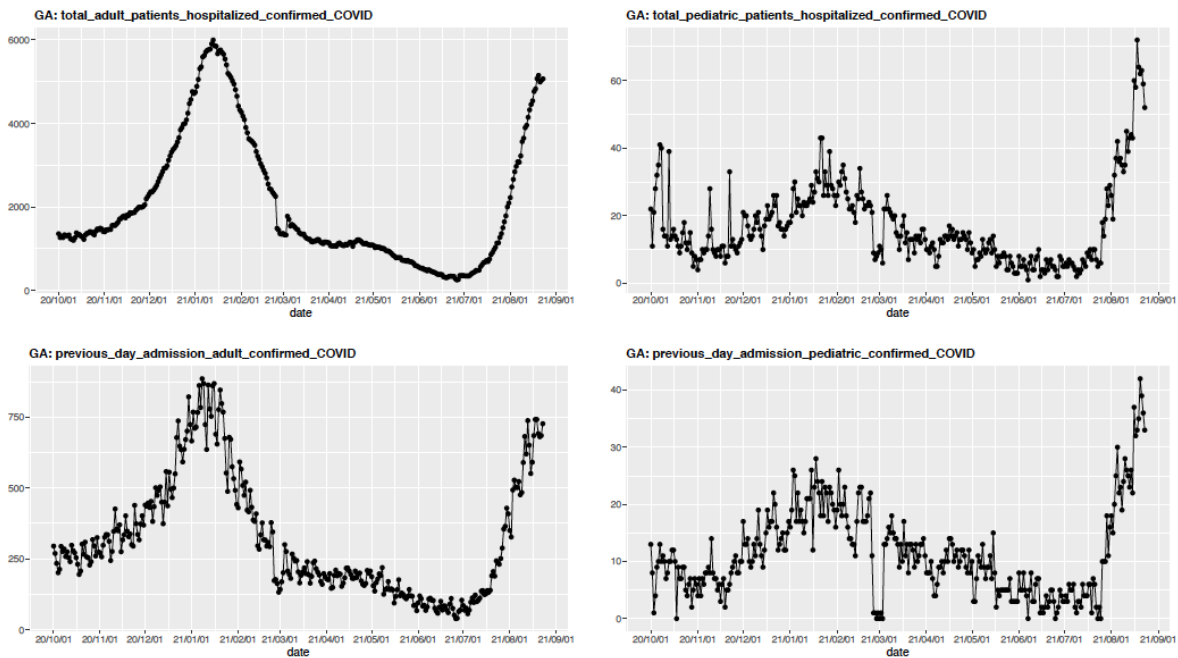 GA: total_adult_patients_hospitalized_confirmed_COVID
6000
4000
2000
0
20/10/01 20/11/01 20/12/01 21/01/01 21/02/01 21/03/01 21/04/01 21/05/01 21/06/01 21/07/01 21/08/01 21/09/01
date
GA: total_pediatric_patients_hospitalized_confirmed_COVID
60
40
20
0
20/10/01 20/11/01 20/12/01 21/01/01 21/02/01 21/03/01 21/04/01 21/05/01 21/06/01 21/07/01 21/08/01 21/09/01
date
GA: previous_day_admission_adult_confirmed_COVID
750
500
250
0
20/10/01 20/11/01 20/12/01 21/01/01 21/02/01 21/03/01 21/04/01 21/05/01 21/06/01 21/07/01 21/08/01 21/09/01
date
GA: previous_day_admission_pediatric_confirmed_COVID
40
30
20
10
0
20/10/01 20/11/01 20/12/01 21/01/01 21/02/01 21/03/01 21/04/01 21/05/01 21/06/01 21/07/01 21/08/01 21/09/01
date